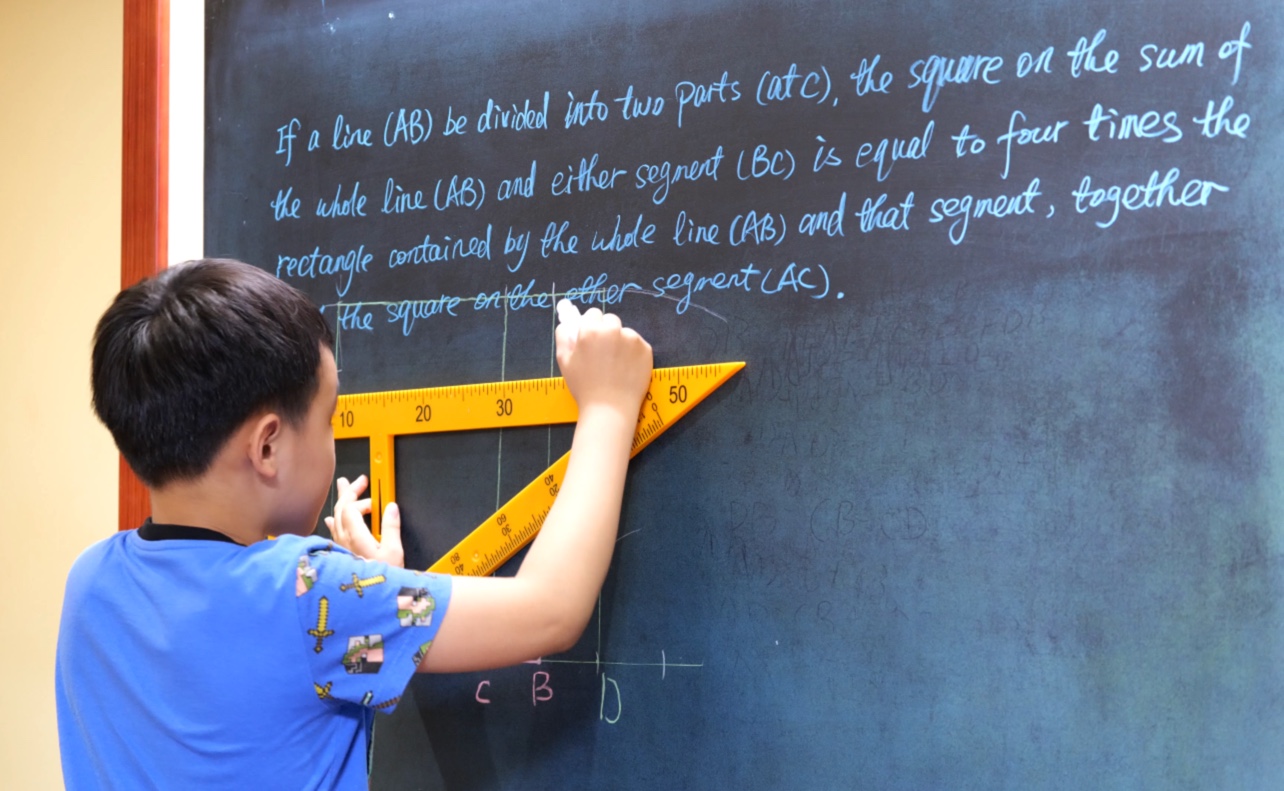 If a line (AB) be divided into two parts (at C), the square on the sum of
the whole line (AB) and either segment (BC) is equal to four times the
rectangle contained by the whole line (AB) and that segment, together
the square on the other segment (AC).
10 20 30 50
40
20
60
30
80
40
C B D